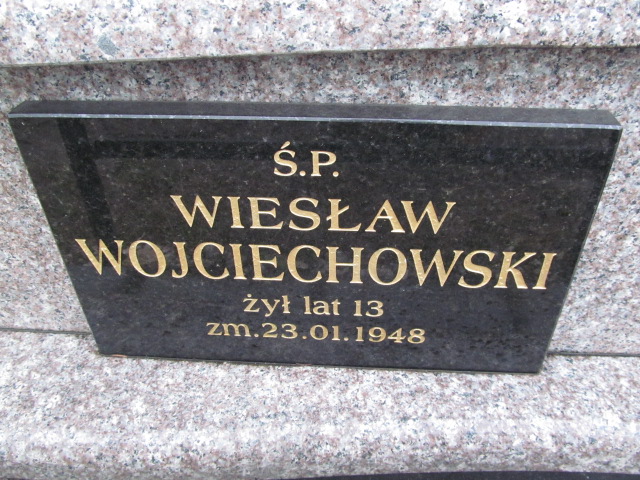 Ś.P.
WIESŁAW
WOJCIECHOWSKI
żył lat 13
zm.23.01.1948